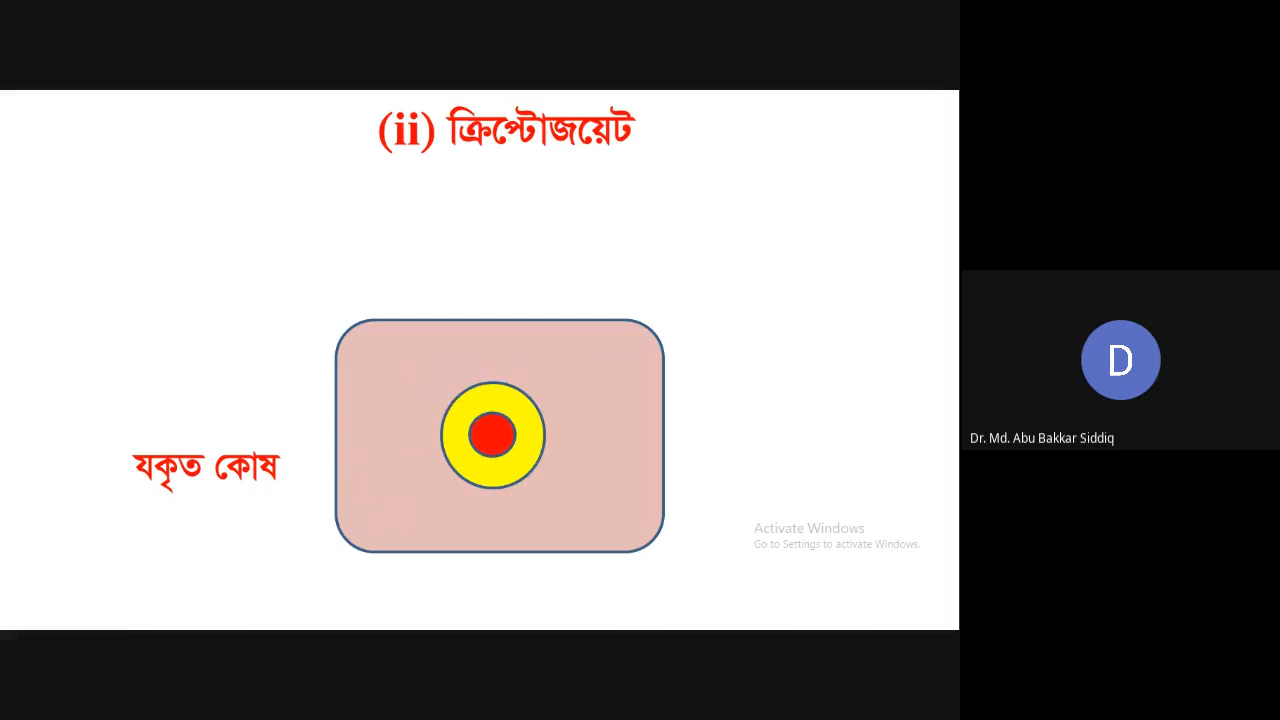 (ii) ক্রিপ্টোজয়েট
যকৃত কোষ
Activate Windows
Go to Settings to activate Windows.
D
Dr. Md. Abu Bakkar Siddiq